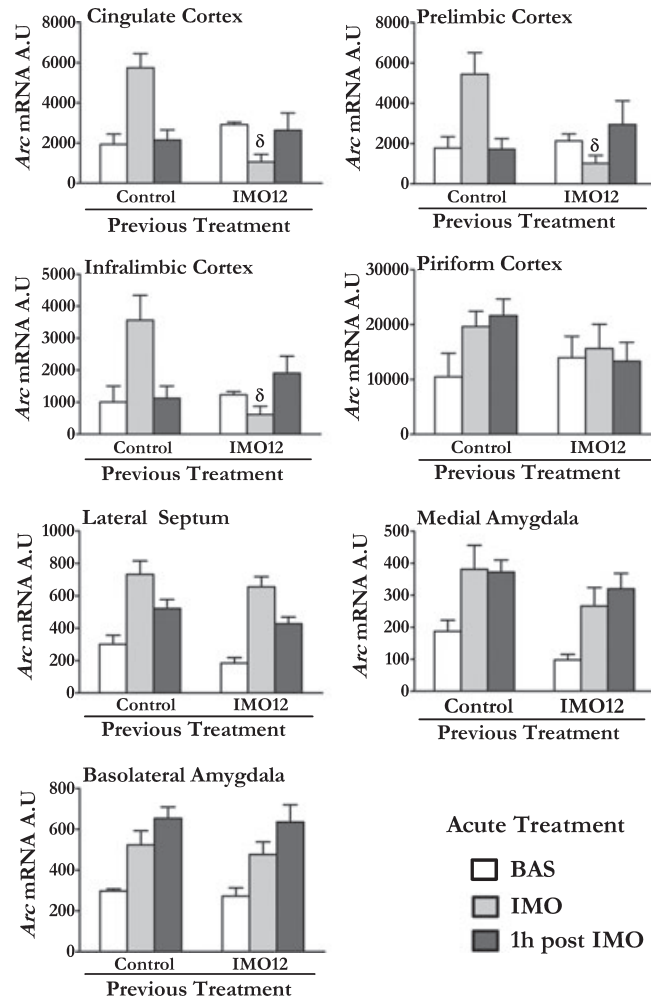 Cingulate Cortex
Arc mRNA A.U
8000
6000
4000
2000
0
δ
Control IMO12
Previous Treatment
Prelimbic Cortex
Arc mRNA A.U
8000
6000
4000
2000
0
δ
Control IMO12
Previous Treatment
Infralimbic Cortex
Arc mRNA A.U
5000
4000
3000
2000
1000
0
δ
Control IMO12
Previous Treatment
Piriform Cortex
Arc mRNA A.U
30000
20000
10000
0
Control IMO12
Previous Treatment
Lateral Septum
Arc mRNA A.U
1000
800
600
400
200
0
Control IMO12
Previous Treatment
Medial Amygdala
Arc mRNA A.U
500
400
300
200
100
0
Control IMO12
Previous Treatment
Basolateral Amygdala
Arc mRNA A.U
800
600
400
200
0
Control IMO12
Previous Treatment
Acute Treatment
BAS
IMO
1h post IMO